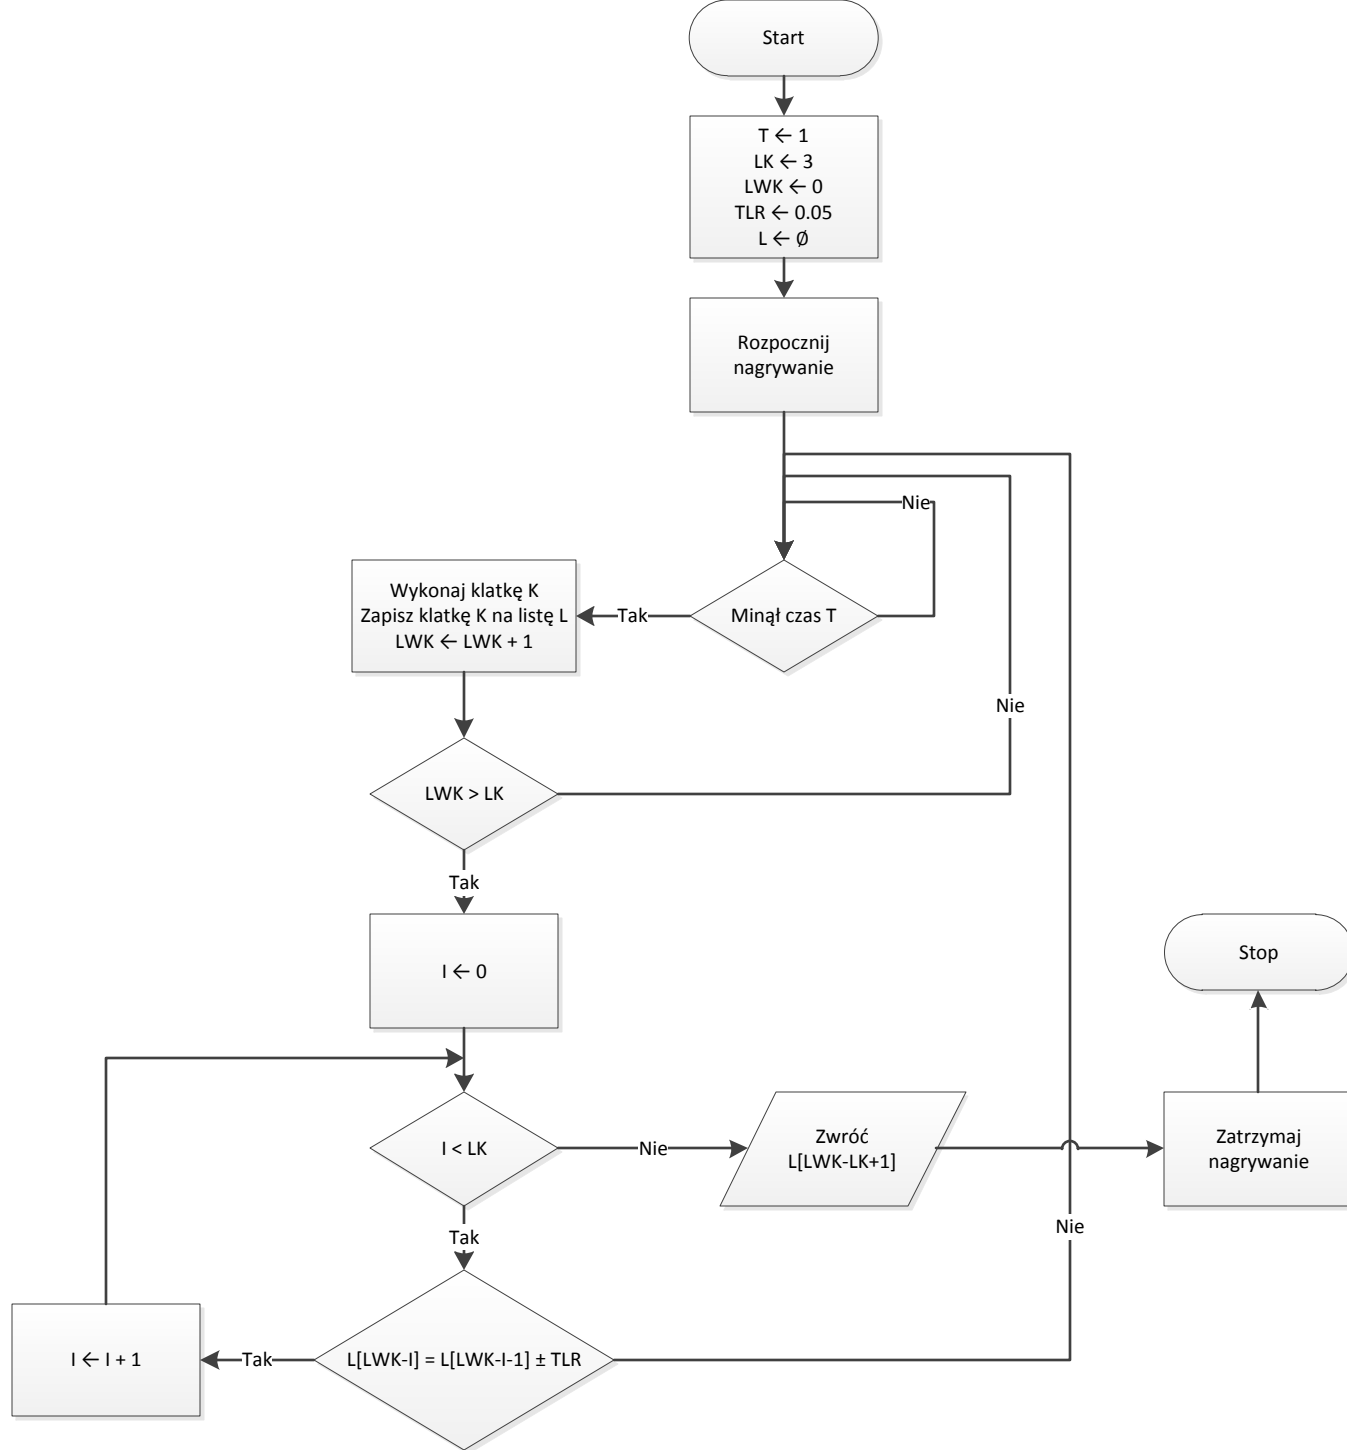 Start
T ← 1
LK ← 3
LWK ← 0
TLR ← 0.05
L ← Ø
Rozpocznij
nagrywanie
Nie
Minął czas T
Tak
Wykonaj klatkę K
Zapisz klatkę K na listę L
LWK ← LWK + 1
Nie
LWK > LK
Tak
I ← 0
Stop
I < LK
Nie
Zwróć
L[LWK-LK+1]
Zatrzymaj
nagrywanie
Nie
Tak
L[LWK-I] = L[LWK-I-1] ± TLR
Tak
I ← I + 1